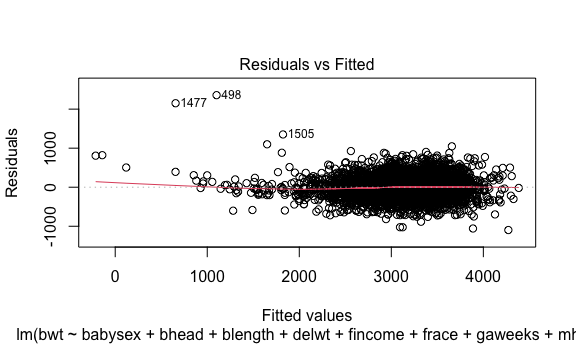 Residuals vs Fitted
Residuals
1000
0
-1000
1477
498
1505
0
1000
2000
3000
4000
Fitted values
lm(bwt ~ babysex + bhead + blength + delwt + fincome + frace + gaweeks +